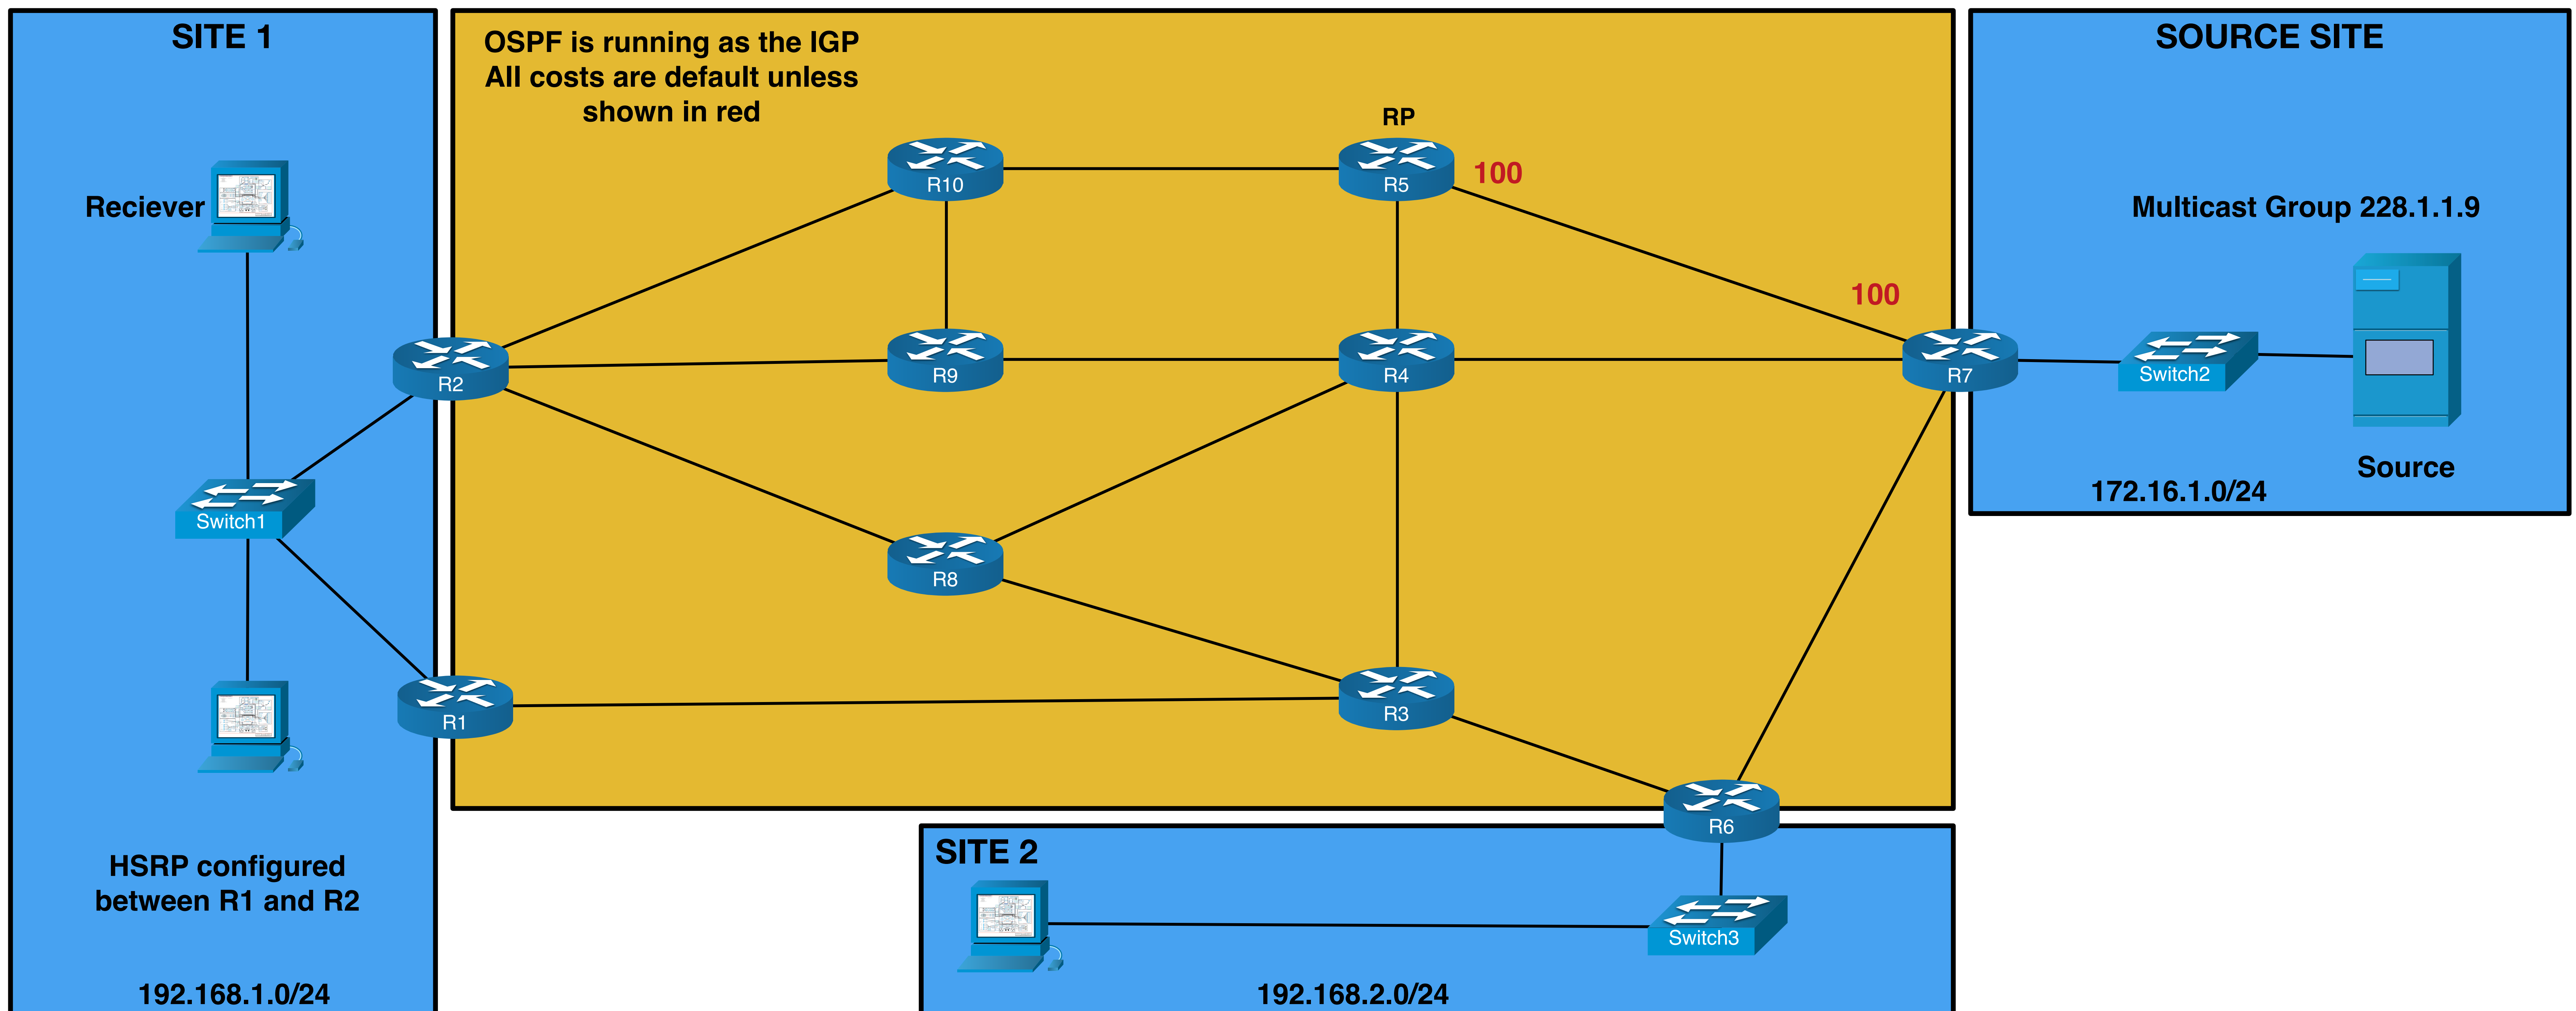 SITE 1
OSPF is running as the IGP
All costs are default unless
shown in red
SOURCE SITE
RP
R10
R5
100
Reciever
Multicast Group 228.1.1.9
100
R2
R9
R4
R7
Switch2
Source
172.16.1.0/24
Switch1
R8
R1
R3
R6
HSRP configured
between R1 and R2
192.168.1.0/24
SITE 2
Switch3
192.168.2.0/24